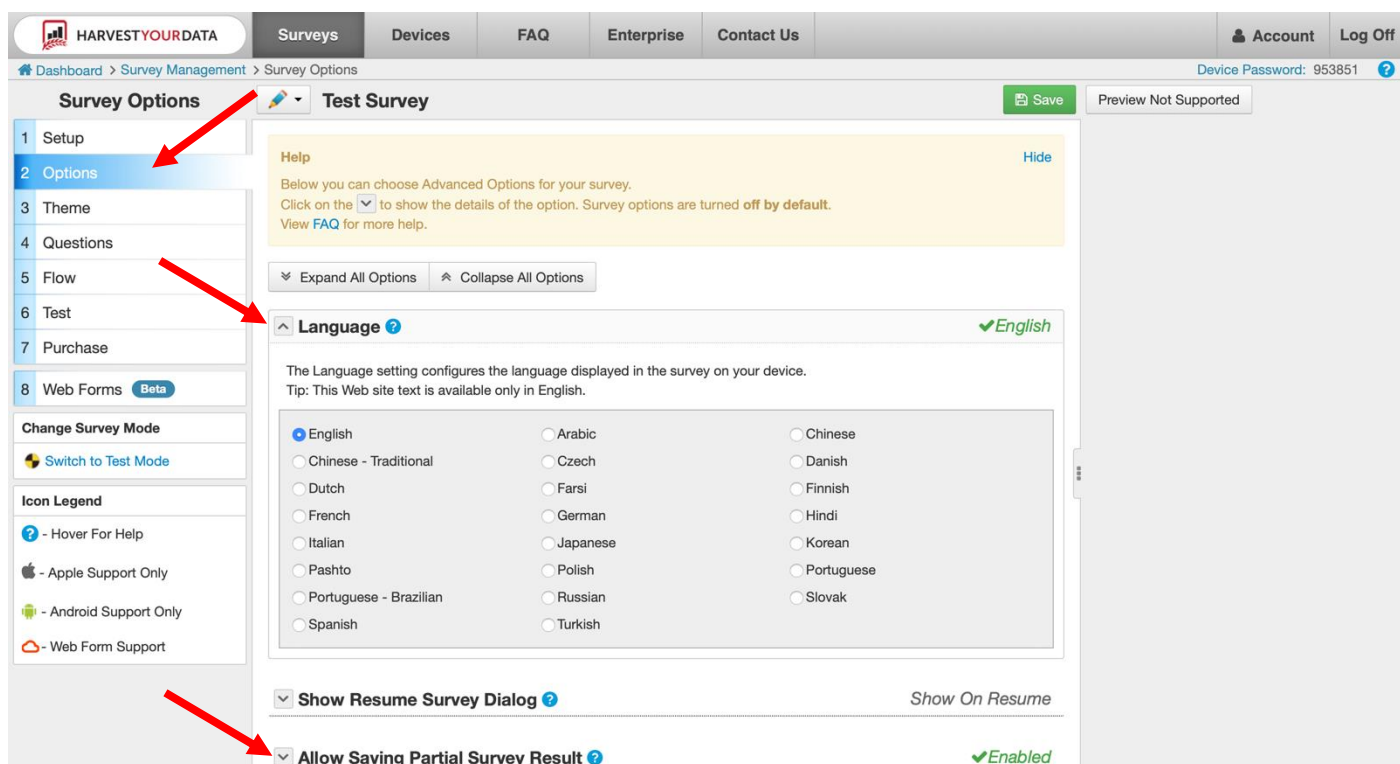 HARVESTYOURDATA
Surveys Devices FAQ Enterprise Contact Us
Account Log Off
Dashboard > Survey Management > Survey Options
Device Password: 953851 ?
Survey Options
1 Setup
2 Options
3 Theme
4 Questions
5 Flow
6 Test
7 Purchase
8 Web Forms Beta
Change Survey Mode
Switch to Test Mode
Icon Legend
? - Hover For Help
- Apple Support Only
- Android Support Only
- Web Form Support
Test Survey
Save
Preview Not Supported
Help
Hide
Below you can choose Advanced Options for your survey.
Click on the to show the details of the option. Survey options are turned off by default.
View FAQ for more help.
Expand All Options Collapse All Options
Language ?
English
The Language setting configures the language displayed in the survey on your device.
Tip: This Web site text is available only in English.
English Arabic Chinese
Chinese - Traditional Czech Danish
Dutch Farsi Finnish
French German Hindi
Italian Japanese Korean
Pashto Polish Portuguese
Portuguese - Brazilian Russian Slovak
Spanish Turkish
Show Resume Survey Dialog ? Show On Resume
Allow Saving Partial Survey Result ? Enabled